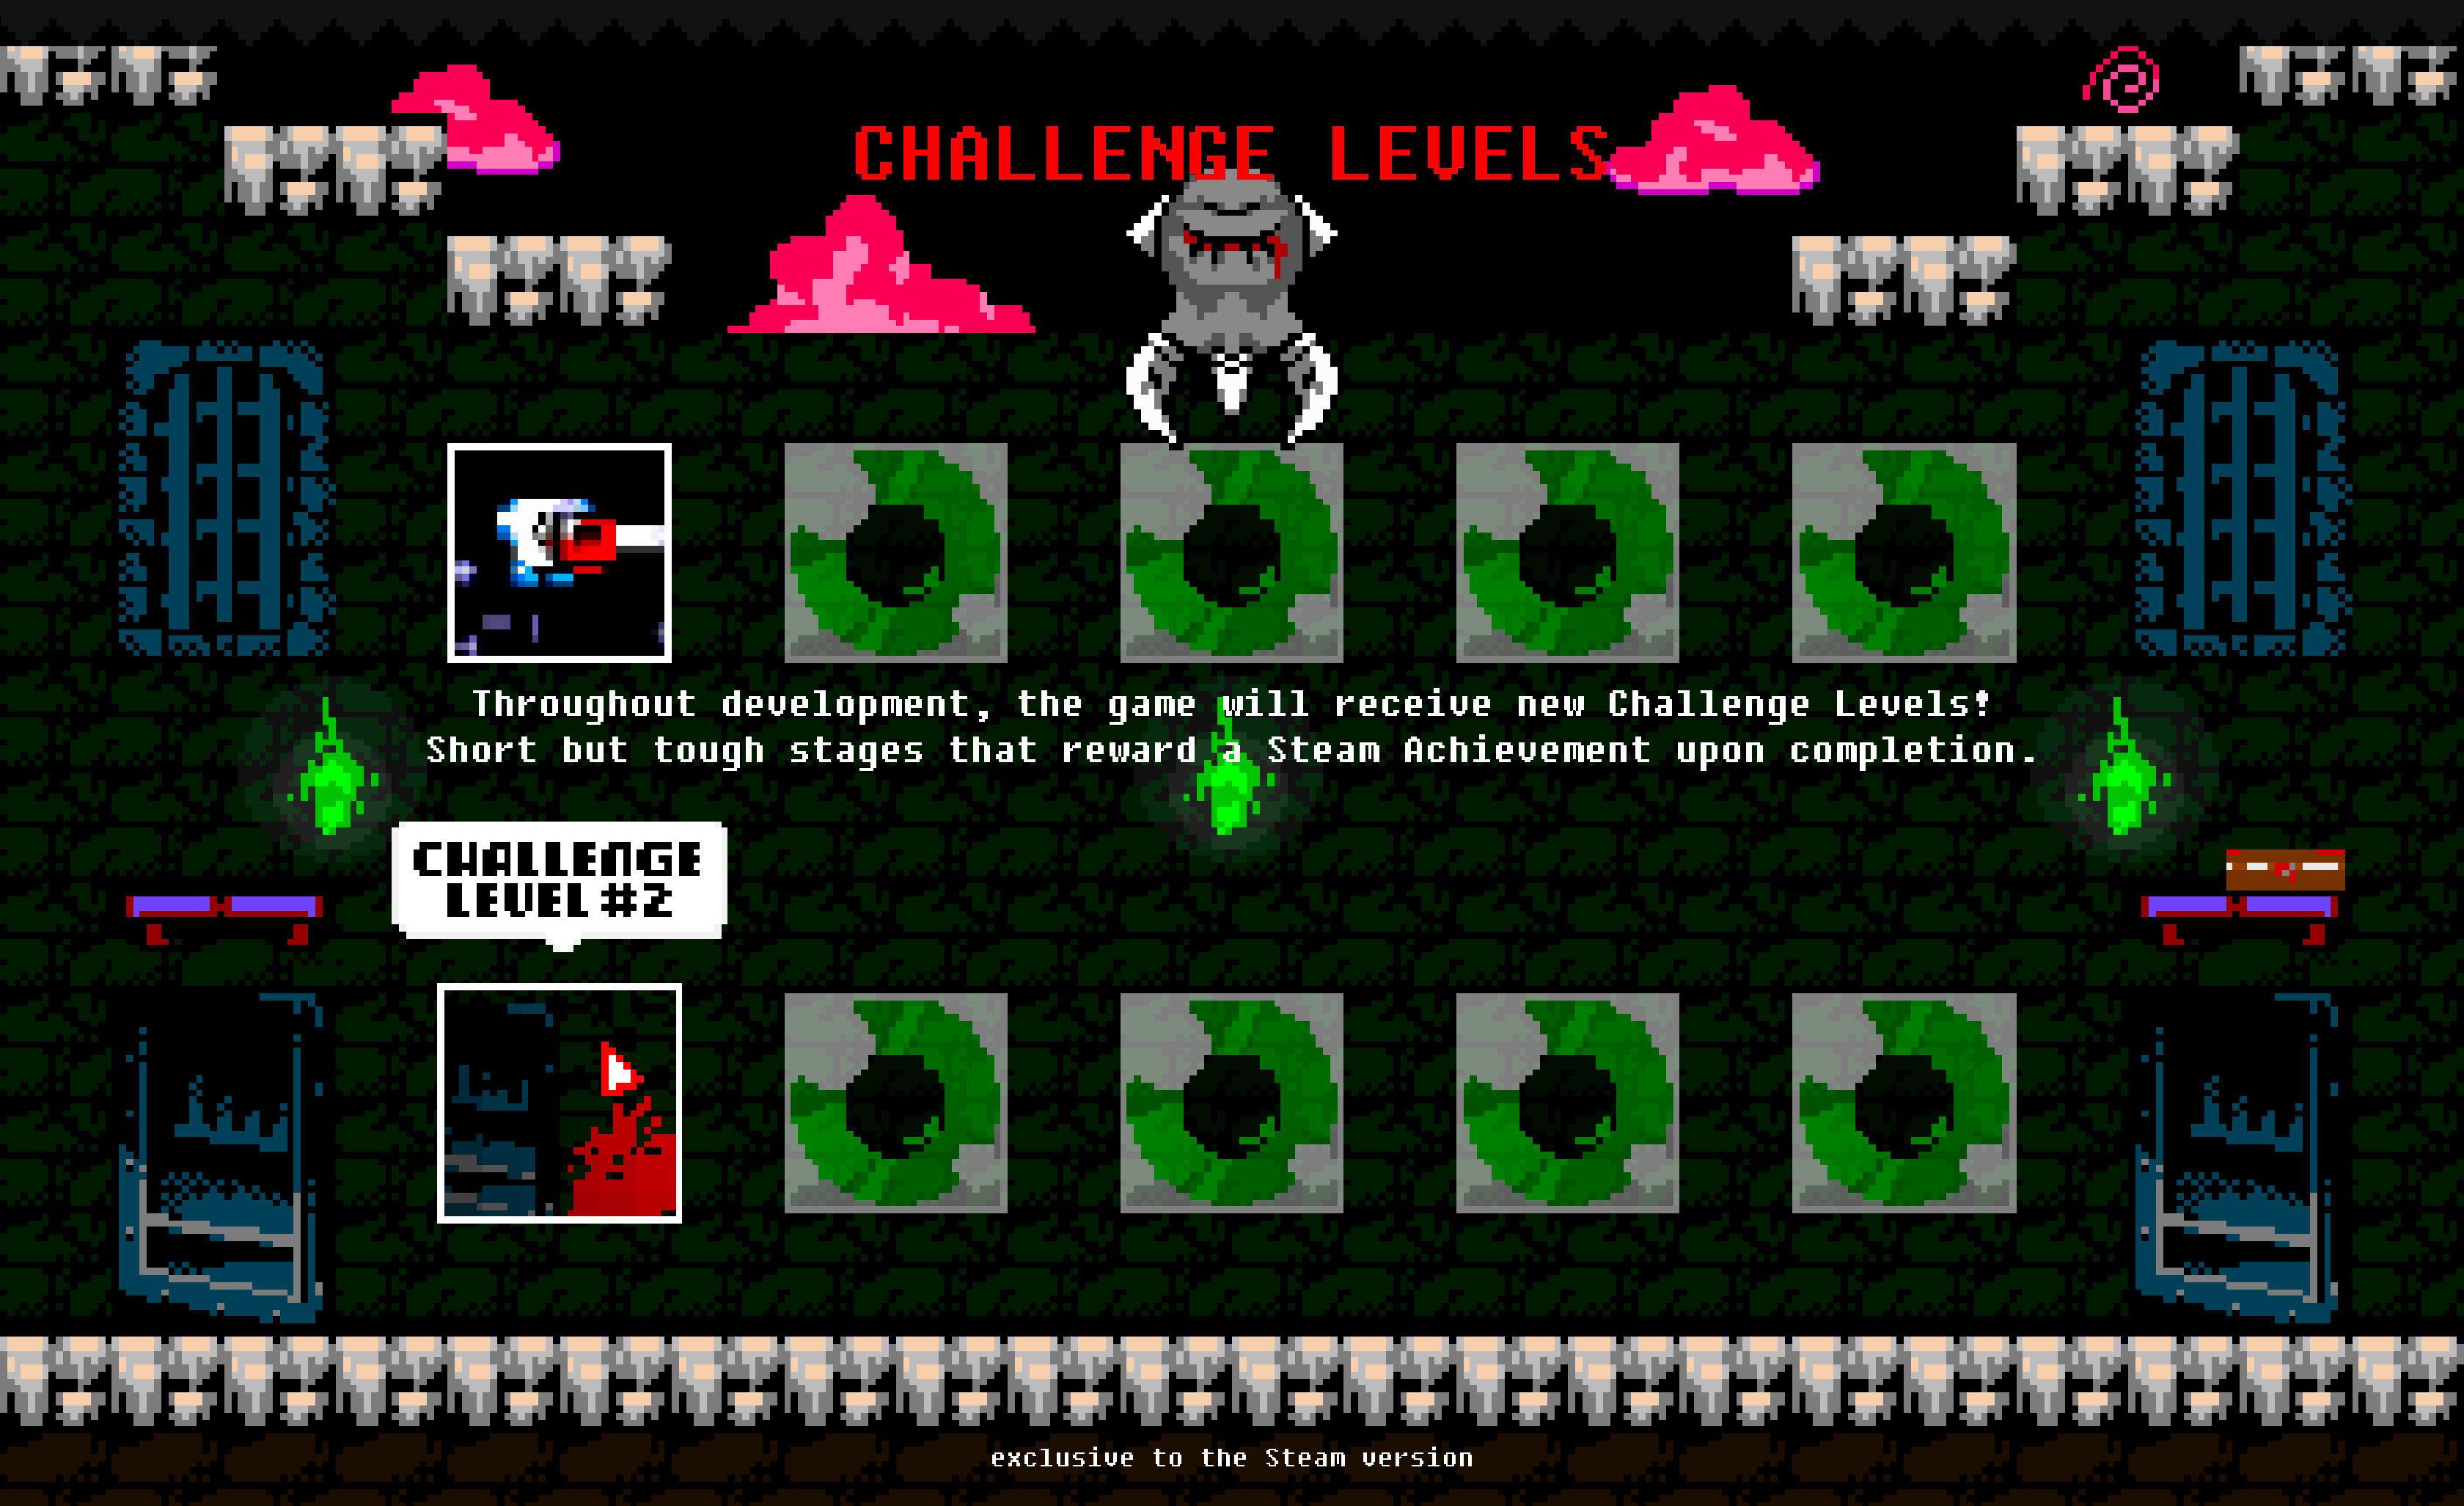 CHALLENGE LEVELS
Throughout development, the game will receive new Challenge Levels!
Short but tough stages that reward a Steam Achievement upon completion.
CHALLENGE
LEVEL #2
exclusive to the Steam version